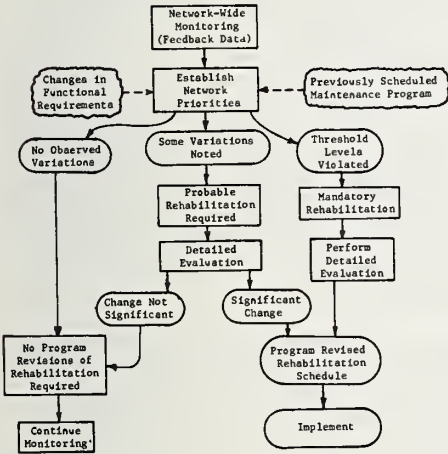 Network-Wide
Monitoring
(Feedback Data)
Changes in
Functional
Requirements
Establish
Network
Priorities
Previously Scheduled
Maintenance Program
No Obaerved
Variations
Some Variations
Noted
Threshold
Levela
Violated
Probable
Rehabilitation
Required
Mandatory
Rehabilitation
Detailed
Evaluation
Perform
Detailed
Evaluation
Change Not
Significant
Significant
Change
No Program
Revisions of
Rehabilitation
Required
Program Revised
Rehabilitation
Schedule
Continue
Monitoring
Implement